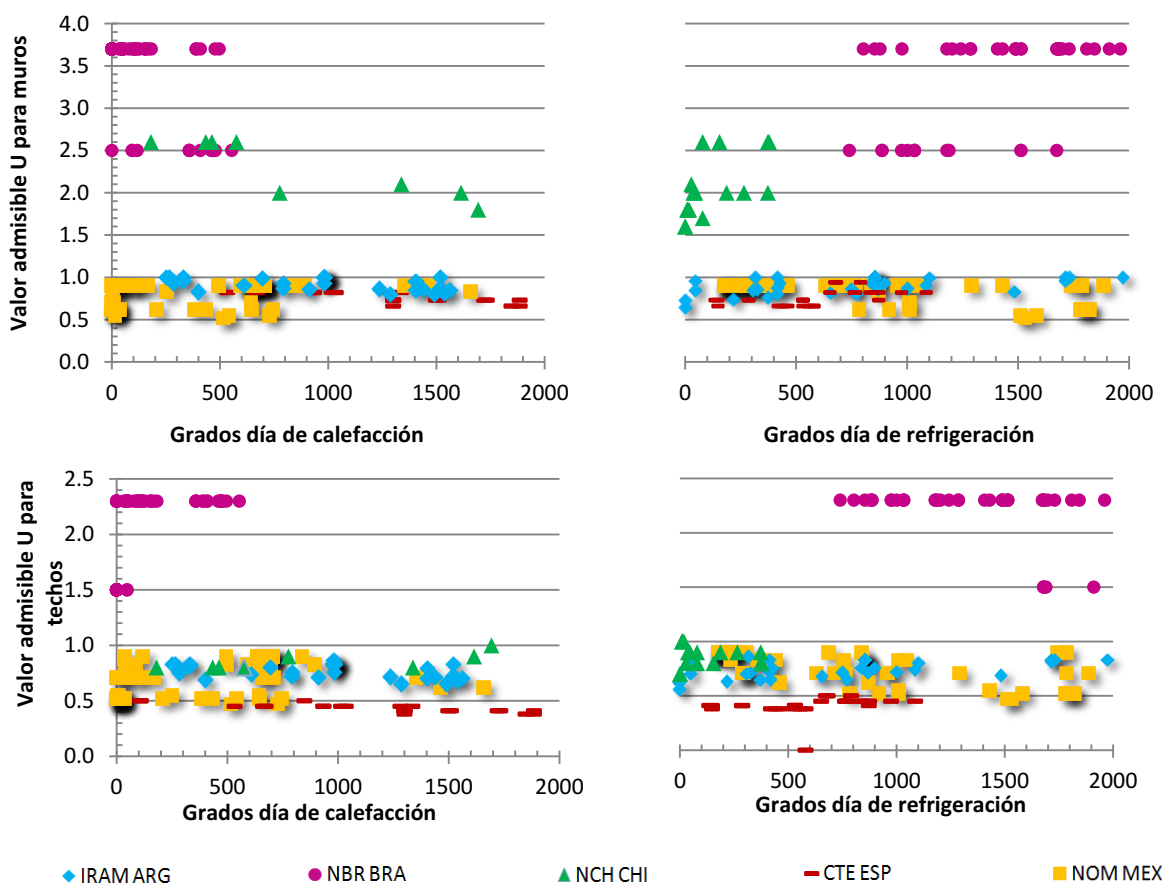 Valor admisible U para muros
4.0
3.5
3.0
2.5
2.0
1.5
1.0
0.5
0.0
0 500 1000 1500 2000
Grados día de calefacción
0 500 1000 1500 2000
Grados día de refrigeración
Valor admisible U para
techos
2.5
2.0
1.5
1.0
0.5
0.0
0 500 1000 1500 2000
Grados día de calefacción
0 500 1000 1500 2000
Grados día de refrigeración
IRAM ARG NBR BRA NCH CHI CTE ESP NOM MEX